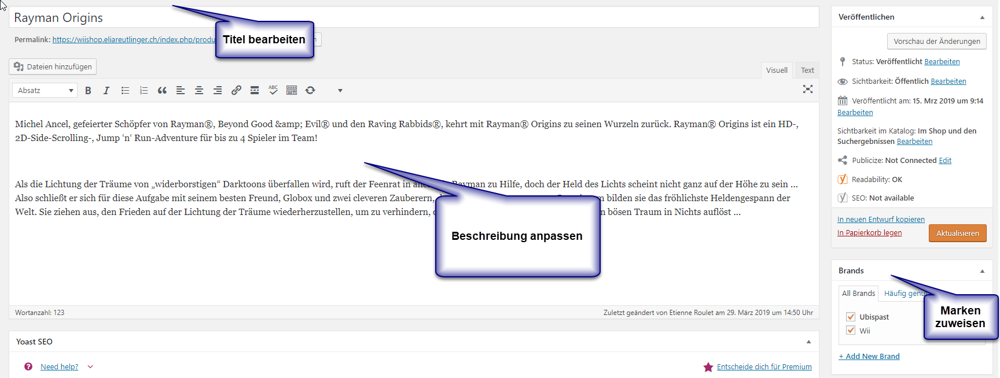 Rayman Origins
Permalink: https://wiishop.eliareutlinger.ch/index.php/produ
Titel bearbeiten
Dateien hinzufügen
Visuell Text
Absatz B I ABC
Michel Ancel, gefeierter Schöpfer von Rayman®, Beyond Good &amp; Evil® und den Raving Rabbids®, kehrt mit Rayman® Origins zu seinen Wurzeln zurück. Rayman® Origins ist ein HD-,
2D-Side-Scrolling-, Jump ‘n‘ Run-Adventure für bis zu 4 Spieler im Team!
Als die Lichtung der Träume von „widerborstigen“ Darktoons überfallen wird, ruft der Feenrat in Rayman zu Hilfe, doch der Held des Lichts scheint nicht ganz auf der Höhe zu sein ...
Also schließt er sich für diese Aufgabe mit seinem besten Freund, Globox und zwei cleveren Zauberern, bilden sie das fröhlichste Heldengespann der
Welt. Sie ziehen aus, den Frieden auf der Lichtung der Träume wiederherzustellen, um zu verhindern, bösen Traum in Nichts auflöst ...
Beschreibung anpassen
Wortanzahl: 123
Zuletzt geändert von Etienne Roulet am 29. März 2019 um 14:50 Uhr
Yoast SEO
Need help?
Entscheide dich für Premium
Veröffentlichen
Vorschau der Änderungen
Status: Veröffentlicht Bearbeiten
Sichtbarkeit: Öffentlich Bearbeiten
Veröffentlicht am: 15. Mrz 2019 um 9:14
Bearbeiten
Sichtbarkeit im Katalog: Im Shop und den
Suchergebnissen Bearbeiten
Publicize: Not Connected Edit
Readability: OK
SEO: Not available
In neuen Entwurf kopieren
In Papierkorb legen
Aktualisieren
Brands
All Brands Häufig
Marken
zuweisen
Ubispast
Wii
+ Add New Brand